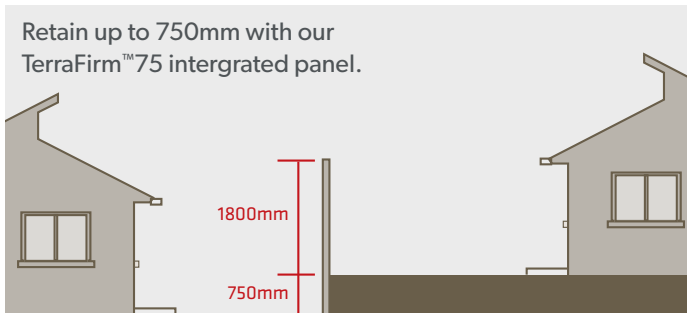 Retain up to 750mm with our
TerraFirm™75 intergrated panel.
1800mm
750mm